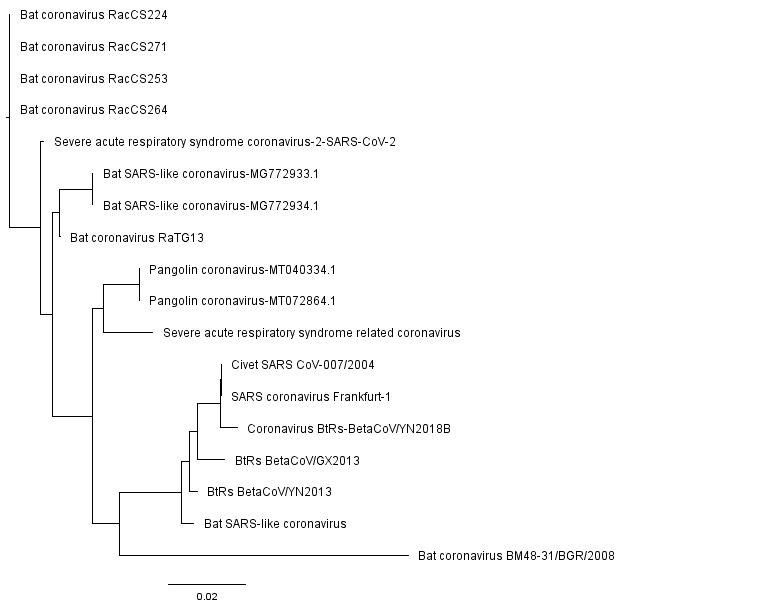 Bat coronavirus RacCS224
Bat coronavirus RacCS271
Bat coronavirus RacCS253
Bat coronavirus RacCS264
Severe acute respiratory syndrome coronavirus-2-SARS-CoV-2
Bat SARS-like coronavirus-MG772933.1
Bat SARS-like coronavirus-MG772934.1
Bat coronavirus RaTG13
Pangolin coronavirus-MT040334.1
Pangolin coronavirus-MT072864.1
Severe acute respiratory syndrome related coronavirus
Civet SARS CoV-007/2004
SARS coronavirus Frankfurt-1
Coronavirus BtRs-BetaCoV/YN2018B
BtRs BetaCoV/GX2013
BtRs BetaCoV/YN2013
Bat SARS-like coronavirus
Bat coronavirus BM48-31/BGR/2008
0.02